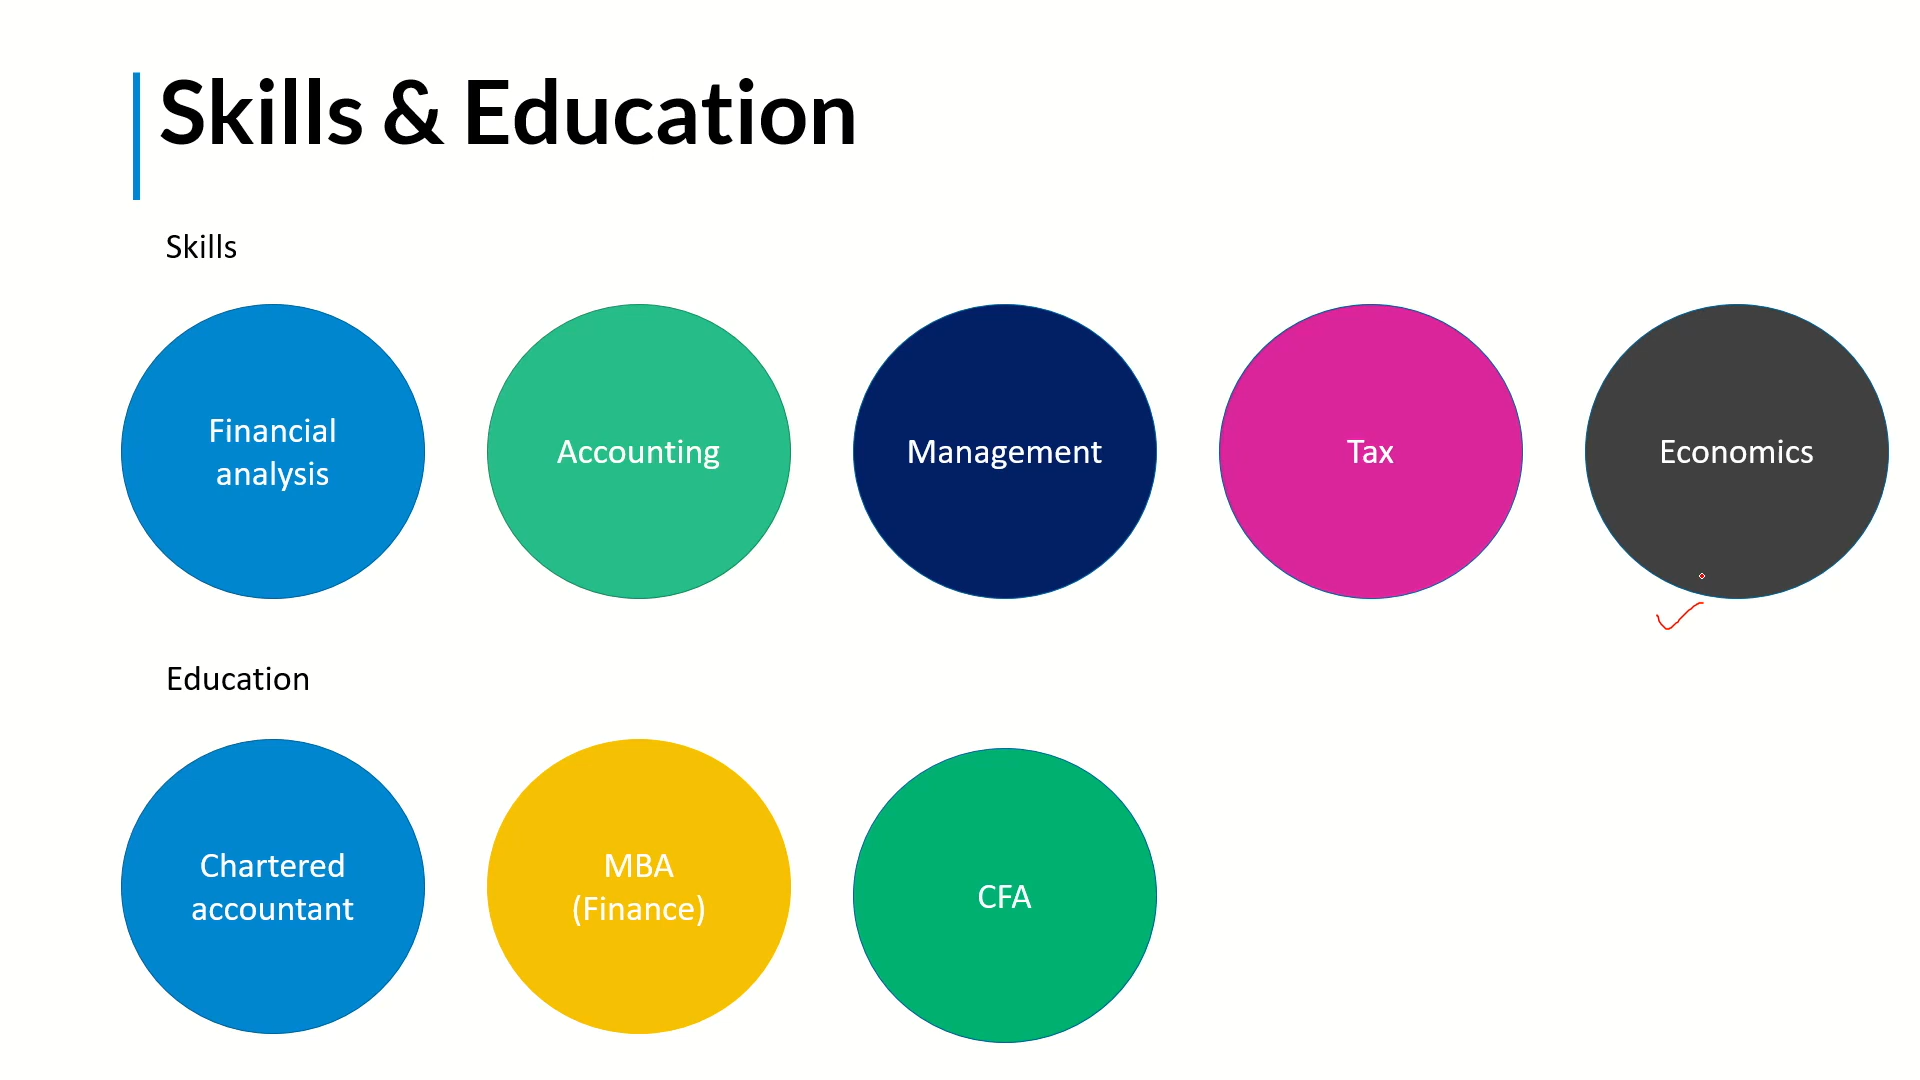 Skills & Education
Skills
Financial
analysis
Accounting
Management
Tax
Economics
Education
Chartered
accountant
MBA
(Finance)
CFA